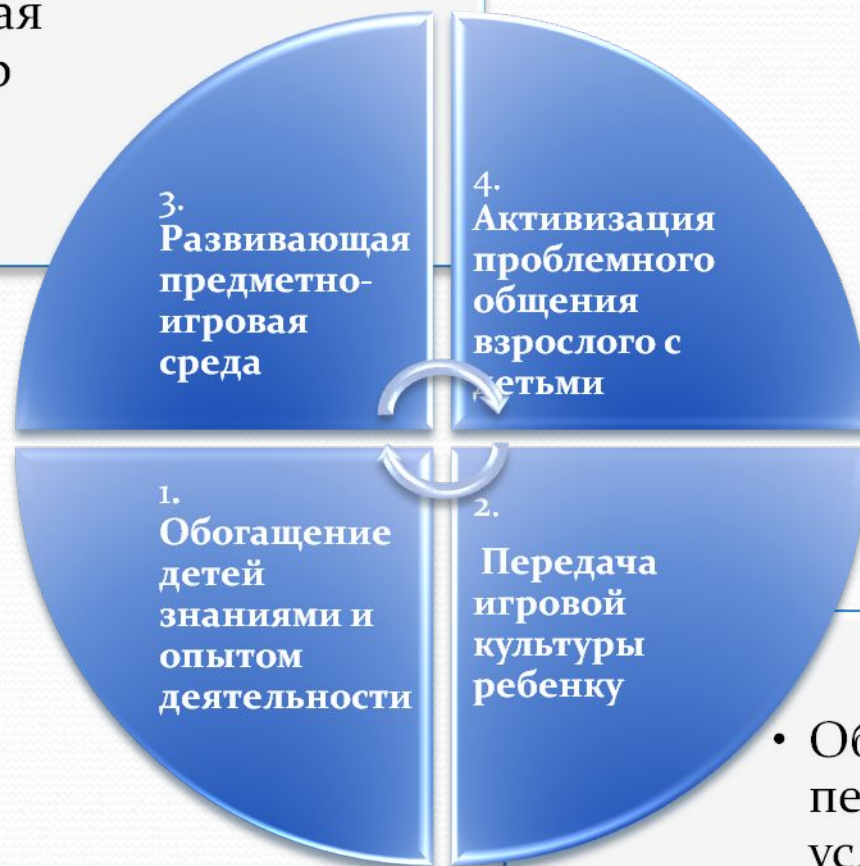 3.
Развивающая
предметно-
игровая
среда
4.
Активизация
проблемного
общения
взрослого с
детьми
1.
Обогащение
детей
знаниями и
опытом
деятельности
2.
Передача
игровой
культуры
ребенку